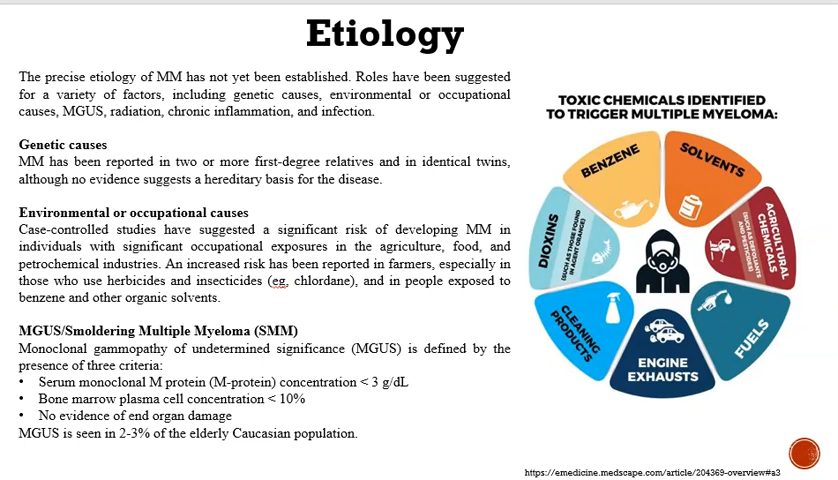 Etiology
The precise etiology of MM has not yet been established. Roles have been suggested
for a variety of factors, including genetic causes, environmental or occupational
causes, MGUS, radiation, chronic inflammation, and infection.
Genetic causes
MM has been reported in two or more first-degree relatives and in identical twins,
although no evidence suggests a hereditary basis for the disease.
Environmental or occupational causes
Case-controlled studies have suggested a significant risk of developing MM in
individuals with significant occupational exposures in the agriculture, food, and
petrochemical industries. An increased risk has been reported in farmers, especially in
those who use herbicides and insecticides (eg, chlordane), and in people exposed to
benzene and other organic solvents.
MGUS/Smoldering Multiple Myeloma (SMM)
Monoclonal gammopathy of undetermined significance (MGUS) is defined by the
presence of three criteria:
• Serum monoclonal M protein (M-protein) concentration < 3 g/dL
• Bone marrow plasma cell concentration < 10%
• No evidence of end organ damage
MGUS is seen in 2-3% of the elderly Caucasian population.
TOXIC CHEMICALS IDENTIFIED
TO TRIGGER MULTIPLE MYELOMA:
BENZENE
SOLVENTS
AGRICULTURAL
CHEMICALS
(SUCH AS DEFOLIANTS
AND PESTICIDES)
FUELS
ENGINE
EXHAUSTS
CLEANING
PRODUCTS
DIOXINS
(SUCH AS THOSE FOUND
IN AGENT ORANGE)
https://emedicine.medscape.com/article/204369-overview#a3